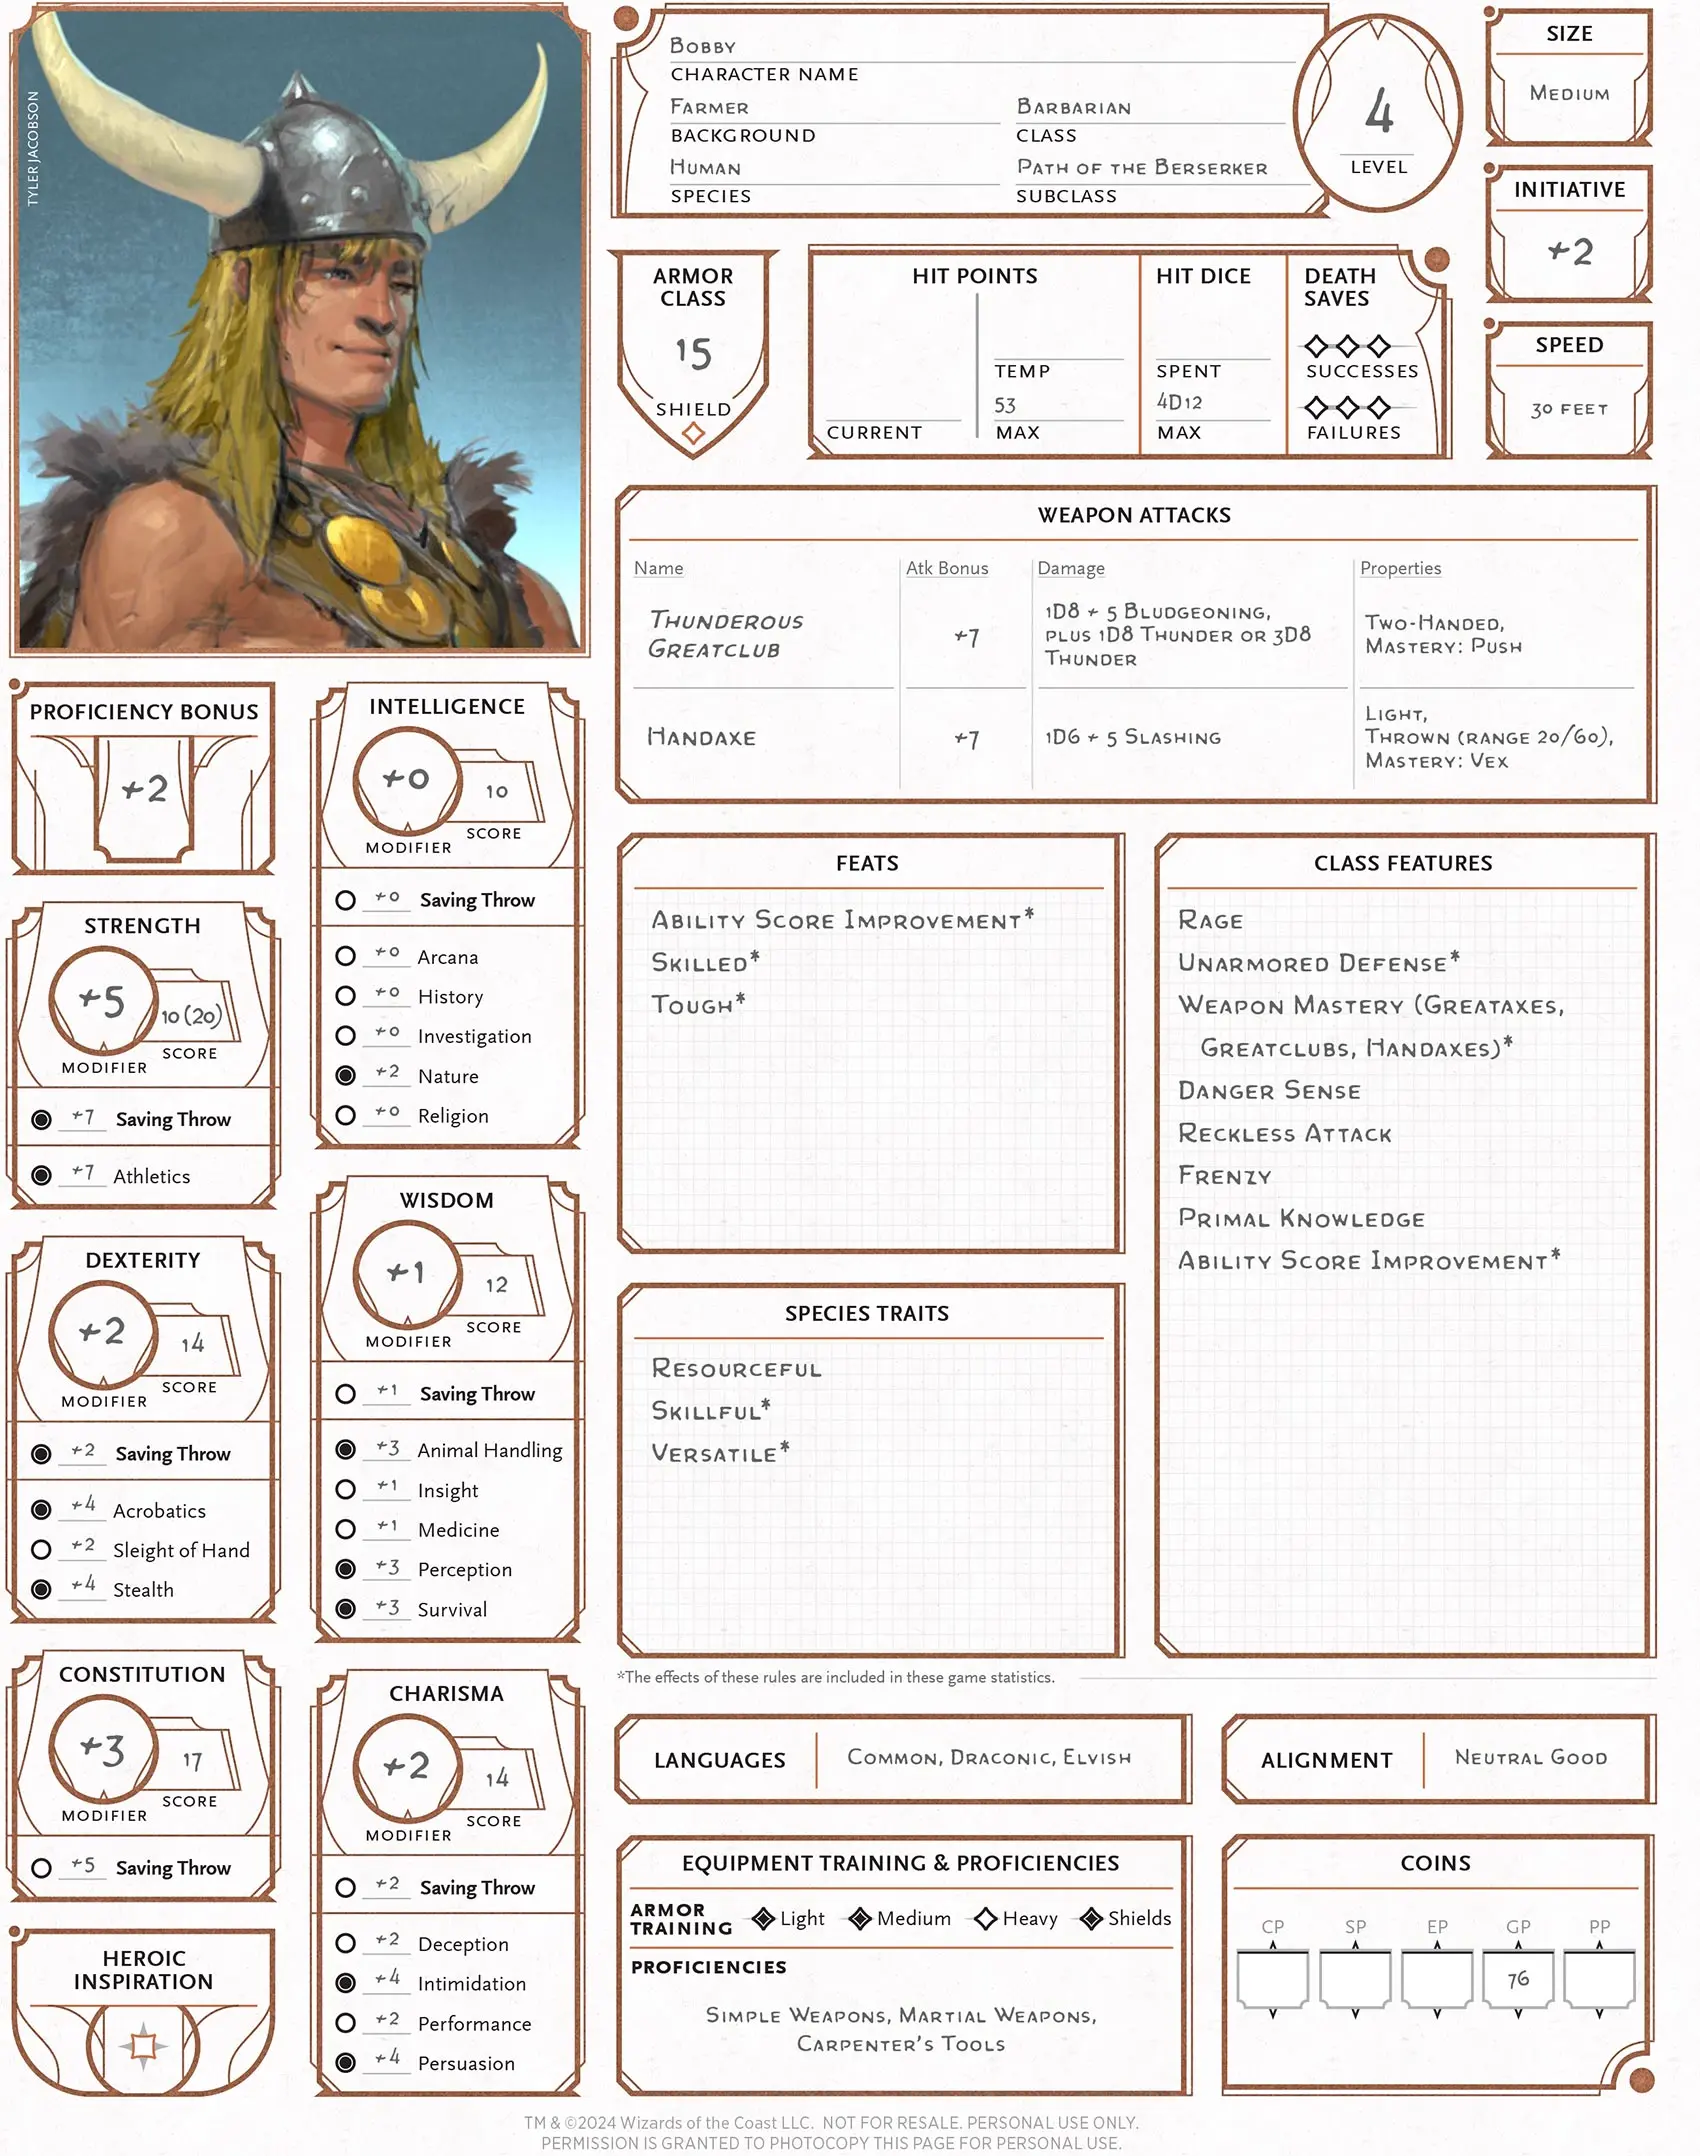 TYLER JACOBSON
BOBBY
CHARACTER NAME
FARMER
BARBARIAN
BACKGROUND
CLASS
HUMAN
PATH OF THE BERSERKER
SPECIES
SUBCLASS
4
LEVEL
SIZE
MEDIUM
INITIATIVE
+2
SPEED
30 FEET
ARMOR
CLASS
15
SHIELD
HIT POINTS
CURRENT
TEMP
53
MAX
HIT DICE
SPENT
4D12
MAX
DEATH
SAVES
SUCCESSES
FAILURES
WEAPON ATTACKS
Name
Atk Bonus
Damage
Properties
THUNDEROUS
GREATCLUB
+7
1D8 + 5 BLUDGEONING,
PLUS 1D8 THUNDER OR 3D8
THUNDER
TWO-HANDED,
MASTERY: PUSH
HANDAXE
+7
1D6 + 5 SLASHING
LIGHT,
THROWN (RANGE 20/60),
MASTERY: VEX
PROFICIENCY BONUS
+2
STRENGTH
+5
10 (20)
SCORE
MODIFIER
+7 Saving Throw
+7 Athletics
DEXTERITY
+2
14
SCORE
MODIFIER
+2 Saving Throw
+4 Acrobatics
+2 Sleight of Hand
+4 Stealth
CONSTITUTION
+3
17
SCORE
MODIFIER
+5 Saving Throw
HEROIC
INSPIRATION
INTELLIGENCE
+0
10
SCORE
MODIFIER
+0 Saving Throw
+0 Arcana
+0 History
+0 Investigation
+2 Nature
+0 Religion
WISDOM
+1
12
SCORE
MODIFIER
+1 Saving Throw
+3 Animal Handling
+1 Insight
+1 Medicine
+3 Perception
+3 Survival
CHARISMA
+2
14
SCORE
MODIFIER
+2 Saving Throw
+2 Deception
+4 Intimidation
+2 Performance
+4 Persuasion
FEATS
ABILITY SCORE IMPROVEMENT*
SKILLED*
TOUGH*
SPECIES TRAITS
RESOURCEFUL
SKILLFUL*
VERSATILE*
CLASS FEATURES
RAGE
UNARMORED DEFENSE*
WEAPON MASTERY (GREATAXES,
GREATCLUBS, HANDAXES)*
DANGER SENSE
RECKLESS ATTACK
FRENZY
PRIMAL KNOWLEDGE
ABILITY SCORE IMPROVEMENT*
*The effects of these rules are included in these game statistics.
LANGUAGES
COMMON, DRACONIC, ELVISH
ALIGNMENT
NEUTRAL GOOD
EQUIPMENT TRAINING & PROFICIENCIES
ARMOR
TRAINING
Light
Medium
Heavy
Shields
PROFICIENCIES
SIMPLE WEAPONS, MARTIAL WEAPONS,
CARPENTER'S TOOLS
COINS
CP SP EP GP PP
76
TM & ©2024 Wizards of the Coast LLC. NOT FOR RESALE. PERSONAL USE ONLY.
PERMISSION IS GRANTED TO PHOTOCOPY THIS PAGE FOR PERSONAL USE.